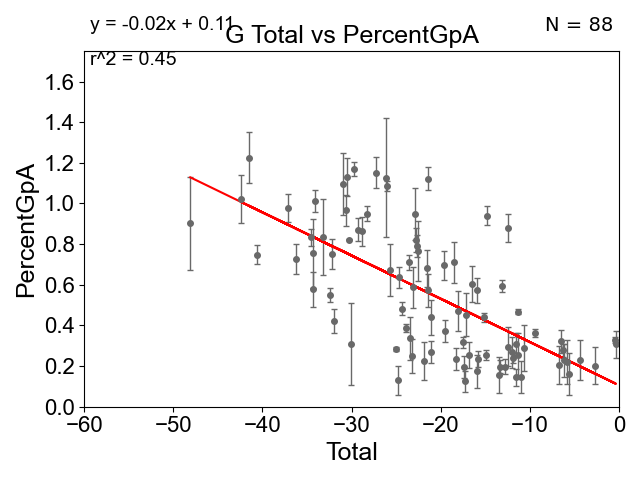 y = -0.02x + 0.11
N = 88
G Total vs PercentGpA
r^2 = 0.45
PercentGpA
1.6
1.4
1.2
1.0
0.8
0.6
0.4
0.2
0.0
−60 −50 −40 −30 −20 −10 0
Total